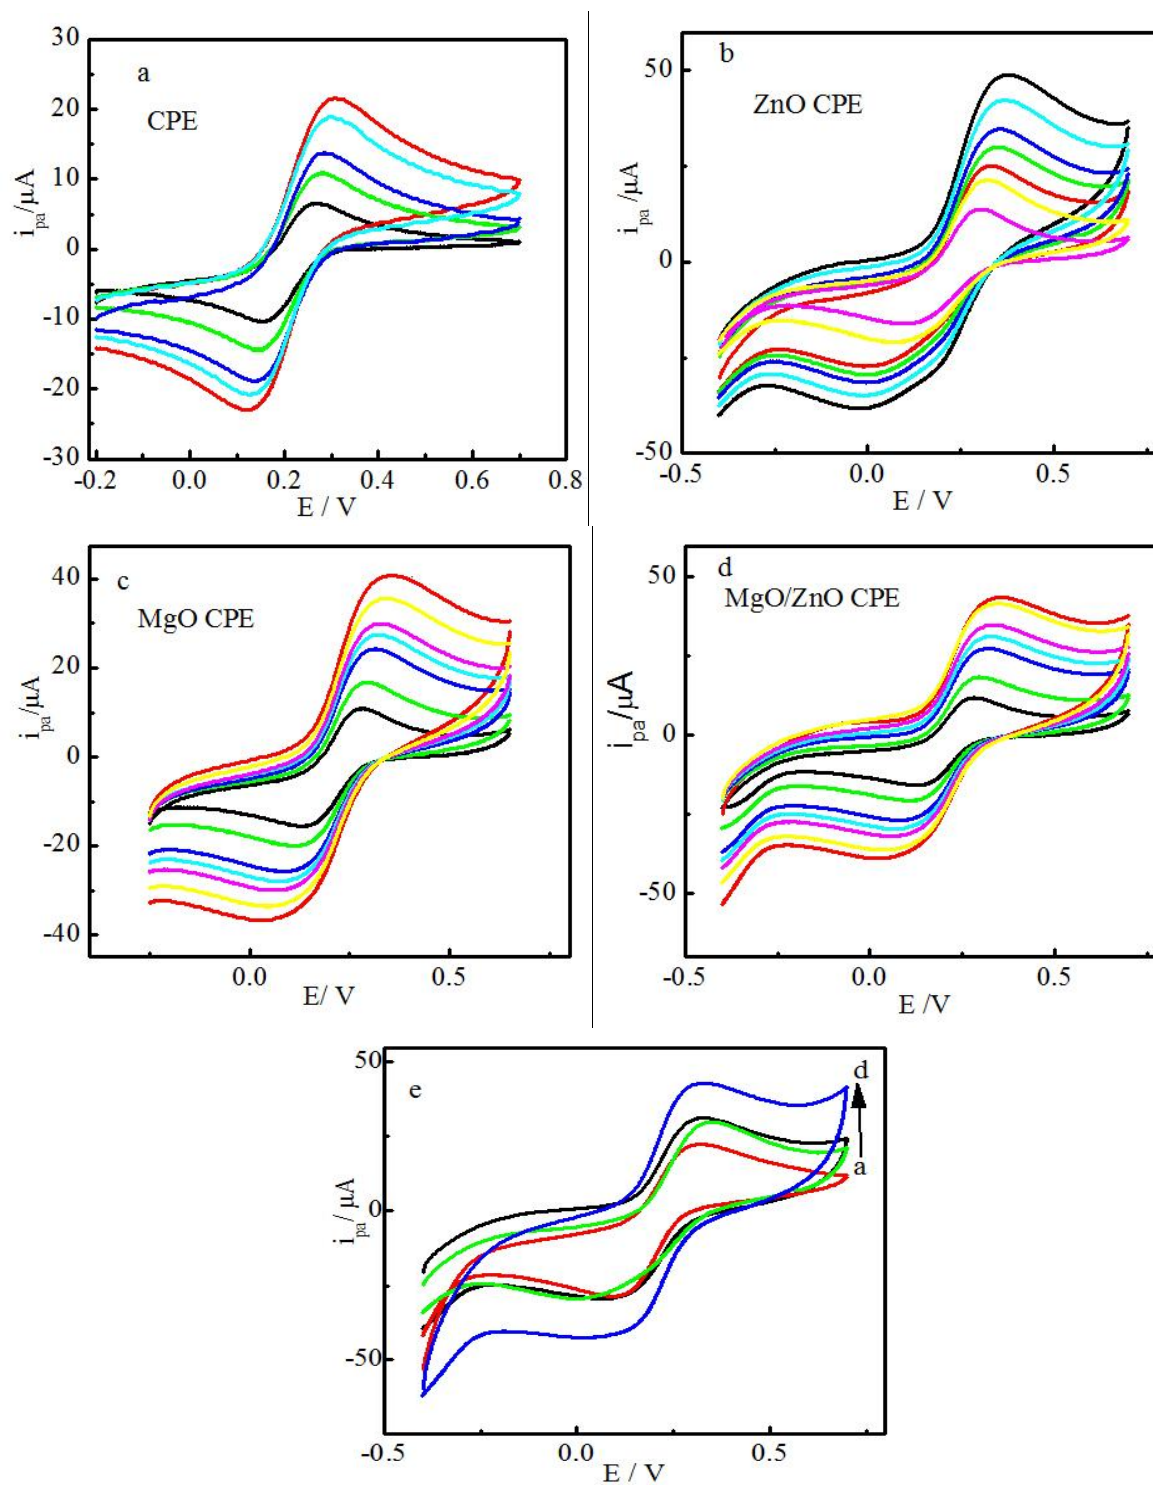 a
CPE
30
20
10
0
-10
-20
-30
i_pa/µA
-0.2 0.0 0.2 0.4 0.6 0.8
E / V
b
ZnO CPE
50
0
-50
i_pa/µA
-0.5 0.0 0.5
E / V
c
MgO CPE
40
20
0
-20
-40
i_pa/µA
0.0 0.5
E/ V
d
MgO/ZnO CPE
50
0
-50
i_pa/µA
-0.5 0.0 0.5
E /V
e
d
a
50
0
-50
i_pa/ µA
-0.5 0.0 0.5
E / V